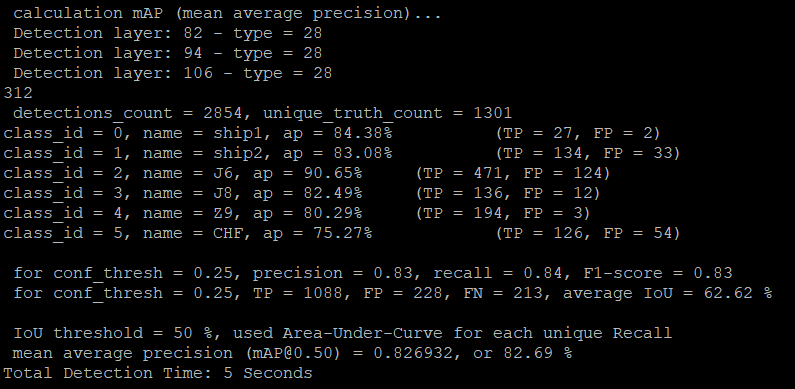 calculation mAP (mean average precision)...
Detection layer: 82 - type = 28
Detection layer: 94 - type = 28
Detection layer: 106 - type = 28
312
detections_count = 2854, unique_truth_count = 1301
class_id = 0, name = ship1, ap = 84.38% (TP = 27, FP = 2)
class_id = 1, name = ship2, ap = 83.08% (TP = 134, FP = 33)
class_id = 2, name = J6, ap = 90.65% (TP = 471, FP = 124)
class_id = 3, name = J8, ap = 82.49% (TP = 136, FP = 12)
class_id = 4, name = Z9, ap = 80.29% (TP = 194, FP = 3)
class_id = 5, name = CHF, ap = 75.27% (TP = 126, FP = 54)
for conf_thresh = 0.25, precision = 0.83, recall = 0.84, F1-score = 0.83
for conf_thresh = 0.25, TP = 1088, FP = 228, FN = 213, average IoU = 62.62 %
IoU threshold = 50 %, used Area-Under-Curve for each unique Recall
mean average precision (mAP@0.50) = 0.826932, or 82.69 %
Total Detection Time: 5 Seconds